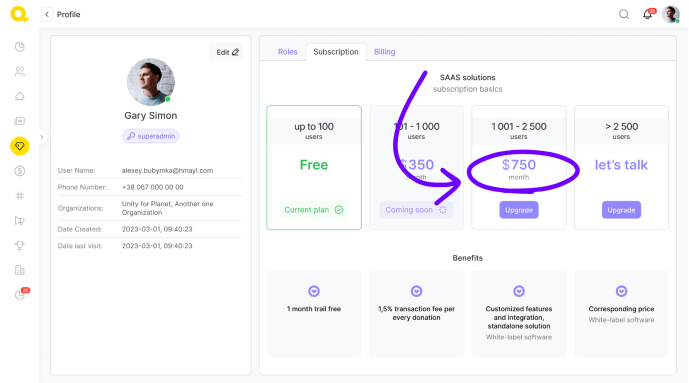 Profile
25
Edit
Gary Simon
superadmin
User Name: alexey.bubymka@hmayl.com
Phone Number: +38 067 000 00 00
Organizations: Unity for Planet, Another one
Organization
Date Created: 2023-03-01, 09:40:23
Date last visit: 2023-03-01, 09:40:23
Roles Subscription Billing
SAAS solutions
subscription basics
up to 100
users
Free
Current plan
101 - 1 000
users
$350
month
Coming soon
1 001 - 2 500
users
$750
month
Upgrade
> 2 500
users
let's talk
Upgrade
Benefits
1 month trail free
1,5% transaction fee per
every donation
Customized features
and integration,
standalone solution
White-label software
Corresponding price
White-label software